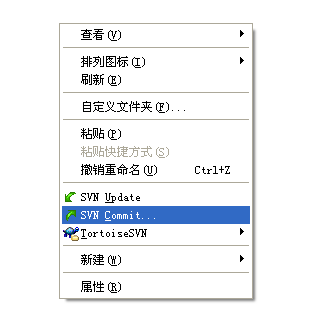 查看(V)
排列图标(I)
刷新(E)
自定义文件夹(F)...
粘贴(P)
粘贴快捷方式(S)
撤销重命名(U) Ctrl+Z
SVN Update
SVN Commit...
TortoiseSVN
新建(W)
属性(R)